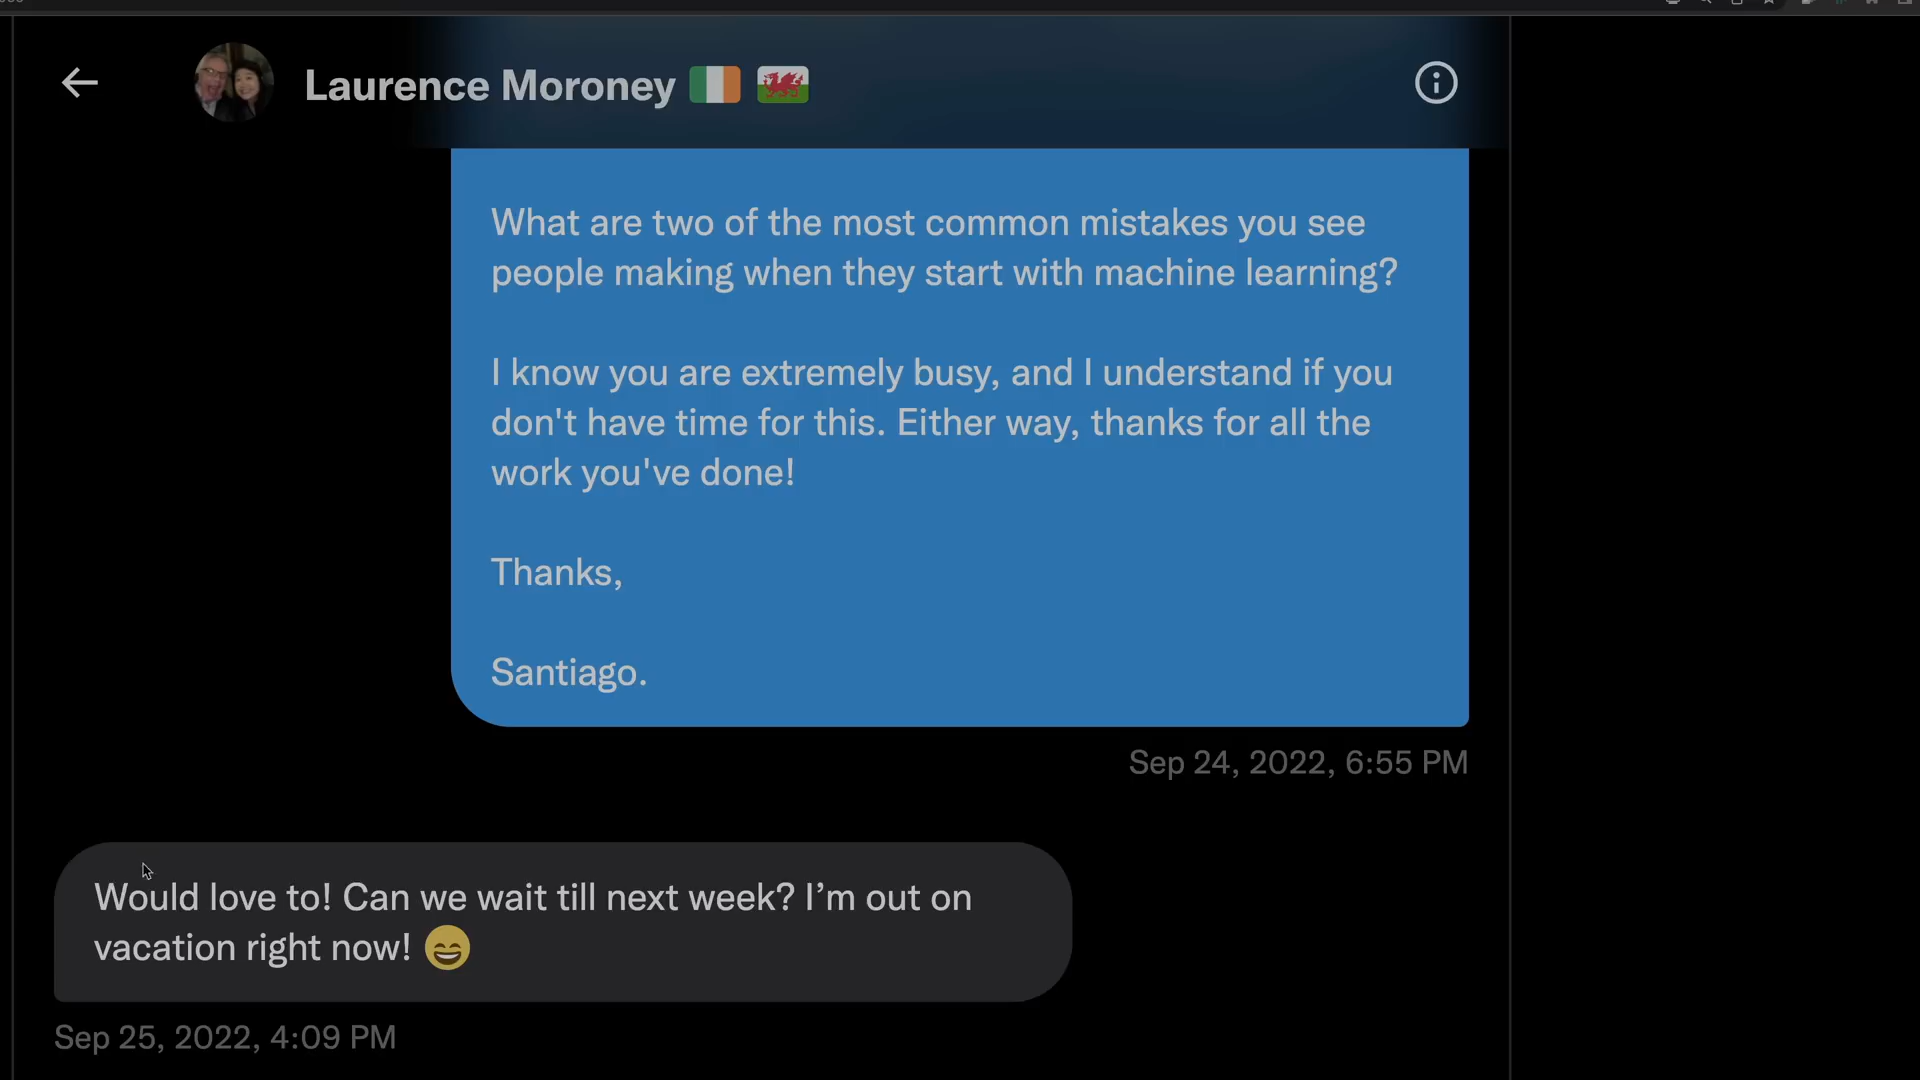 Laurence Moroney 🇮🇪 🏴󠁧󠁢󠁷󠁬󠁳󠁿
What are two of the most common mistakes you see
people making when they start with machine learning?
I know you are extremely busy, and I understand if you
don't have time for this. Either way, thanks for all the
work you've done!
Thanks,
Santiago.
Sep 24, 2022, 6:55 PM
Would love to! Can we wait till next week? I’m out on
vacation right now! 😄
Sep 25, 2022, 4:09 PM